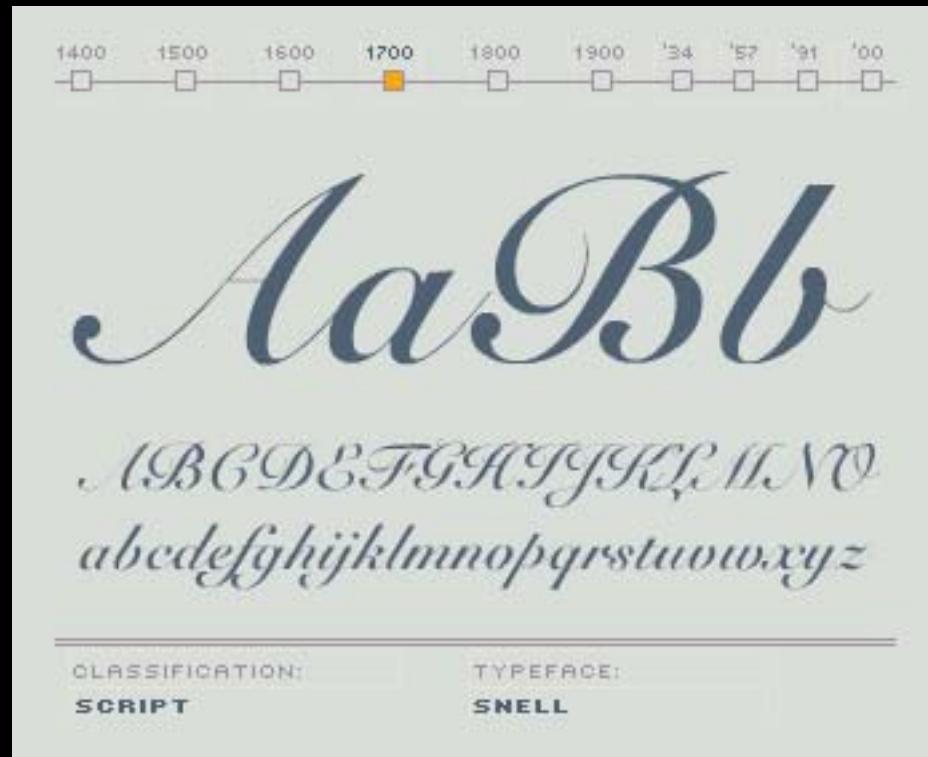 1400 1500 1600 1700 1800 1900 '34 '57 '91 '00
AaBb
ABCDEFGHIJKLMNO
abcdefghijklmnopqrstuvwxyz
CLASSIFICATION: TYPEFACE:
SCRIPT SNELL